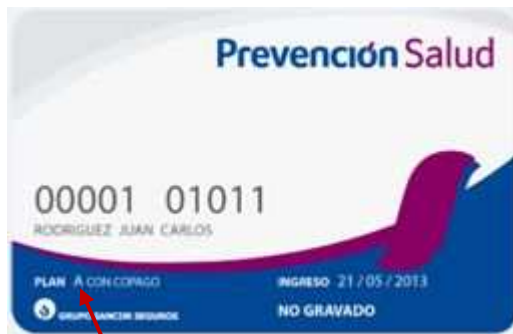 Prevención Salud
00001 01011
RODRIGUEZ JUAN CARLOS
PLAN A CON COPAGO INGRESO 21/05/2013
GRUPO SANCOR SEGUROS NO GRAVADO